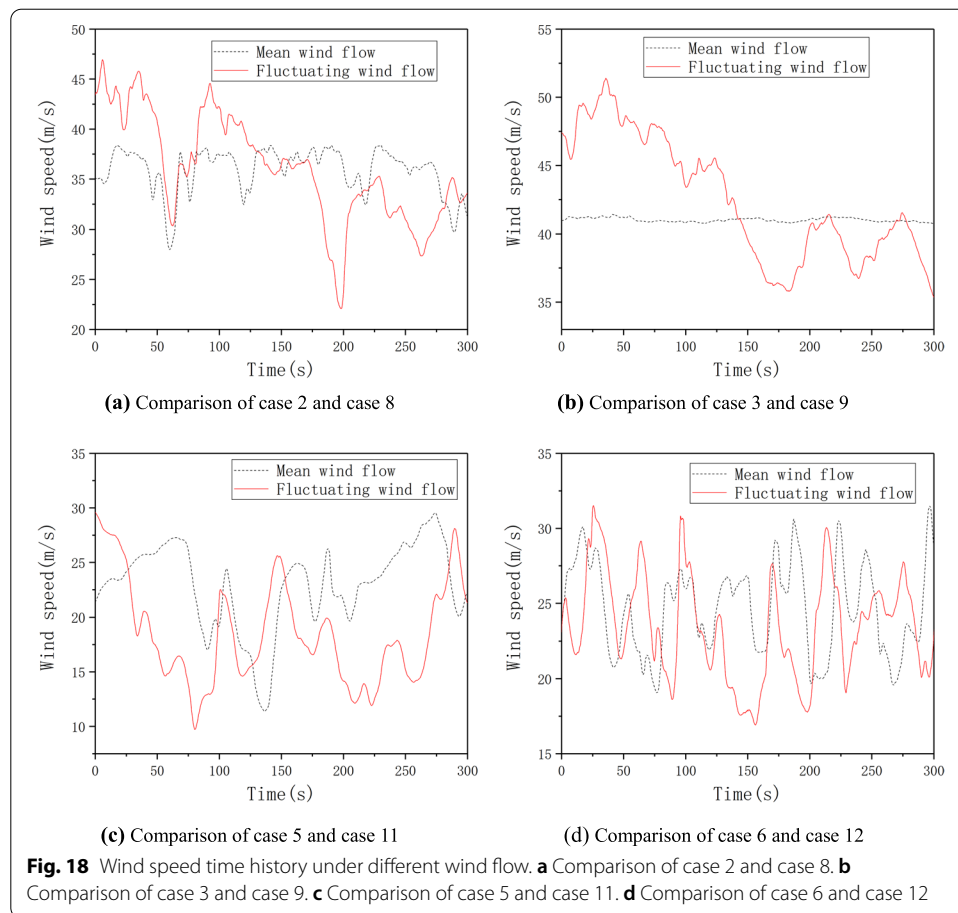 50
45
40
35
30
25
20
Wind speed(m/s)
Mean wind flow
Fluctuating wind flow
0 50 100 150 200 250 300
Time(s)
(a) Comparison of case 2 and case 8
55
50
45
40
35
Wind speed(m/s)
Mean wind flow
Fluctuating wind flow
0 50 100 150 200 250 300
Time(s)
(b) Comparison of case 3 and case 9
35
30
25
20
15
10
Wind speed(m/s)
Mean wind flow
Fluctuating wind flow
0 50 100 150 200 250 300
Time(s)
(c) Comparison of case 5 and case 11
35
30
25
20
15
Wind speed(m/s)
Mean wind flow
Fluctuating wind flow
0 50 100 150 200 250 300
Time(s)
(d) Comparison of case 6 and case 12
Fig. 18 Wind speed time history under different wind flow. a Comparison of case 2 and case 8. b
Comparison of case 3 and case 9. c Comparison of case 5 and case 11. d Comparison of case 6 and case 12